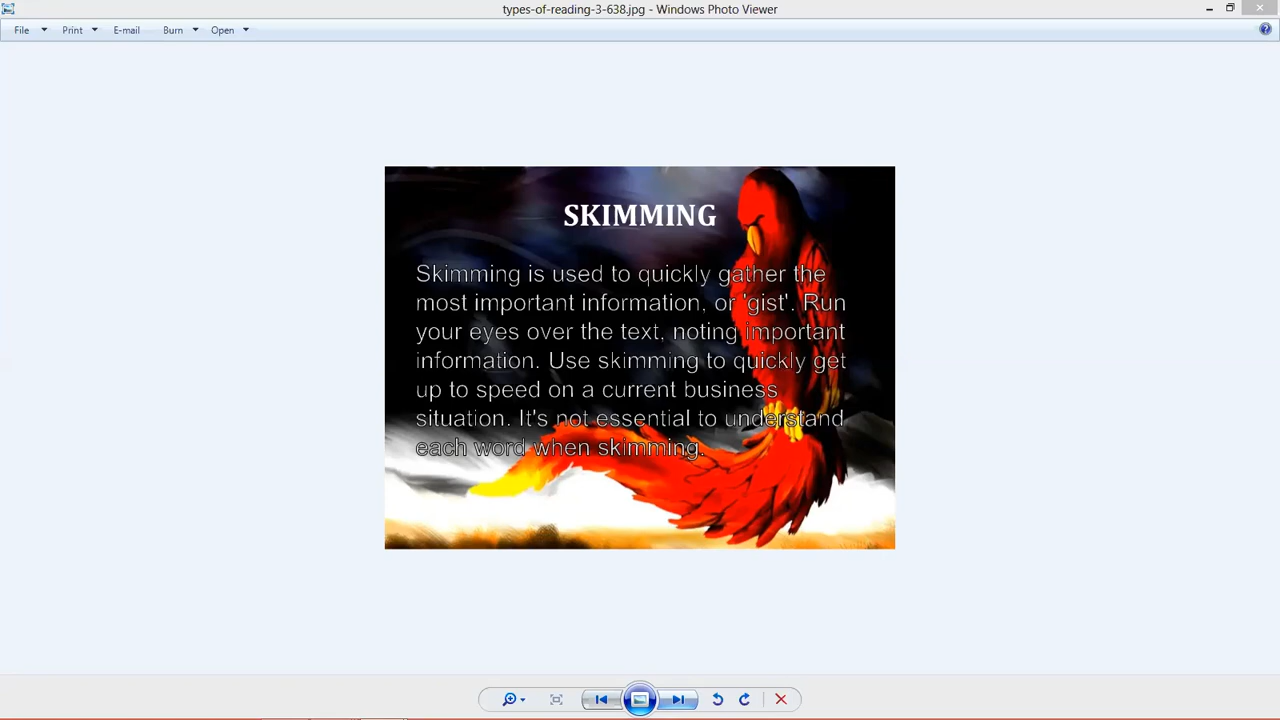 types-of-reading-3-638.jpg - Windows Photo Viewer
File Print E-mail Burn Open
SKIMMING
Skimming is used to quickly gather the
most important information, or 'gist'. Run
your eyes over the text, noting important
information. Use skimming to quickly get
up to speed on a current business
situation. It's not essential to understand
each word when skimming.